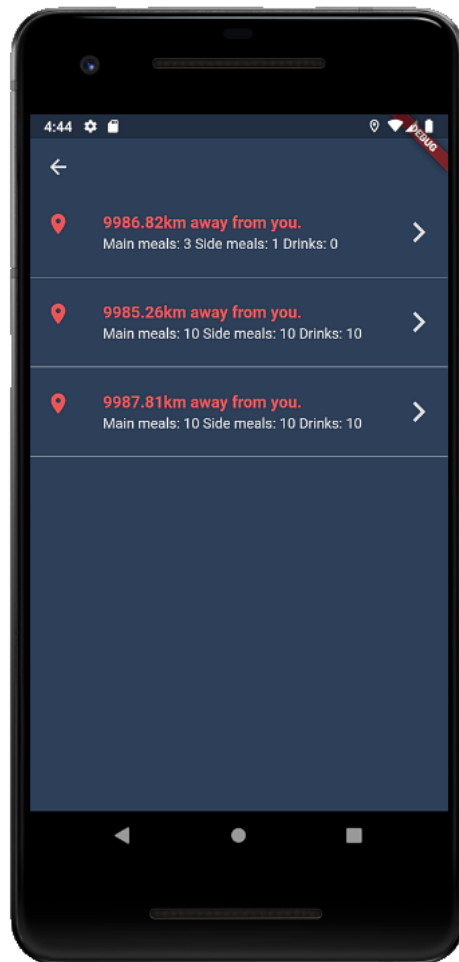 4:44
DEBUG
9986.82km away from you.
Main meals: 3 Side meals: 1 Drinks: 0
9985.26km away from you.
Main meals: 10 Side meals: 10 Drinks: 10
9987.81km away from you.
Main meals: 10 Side meals: 10 Drinks: 10